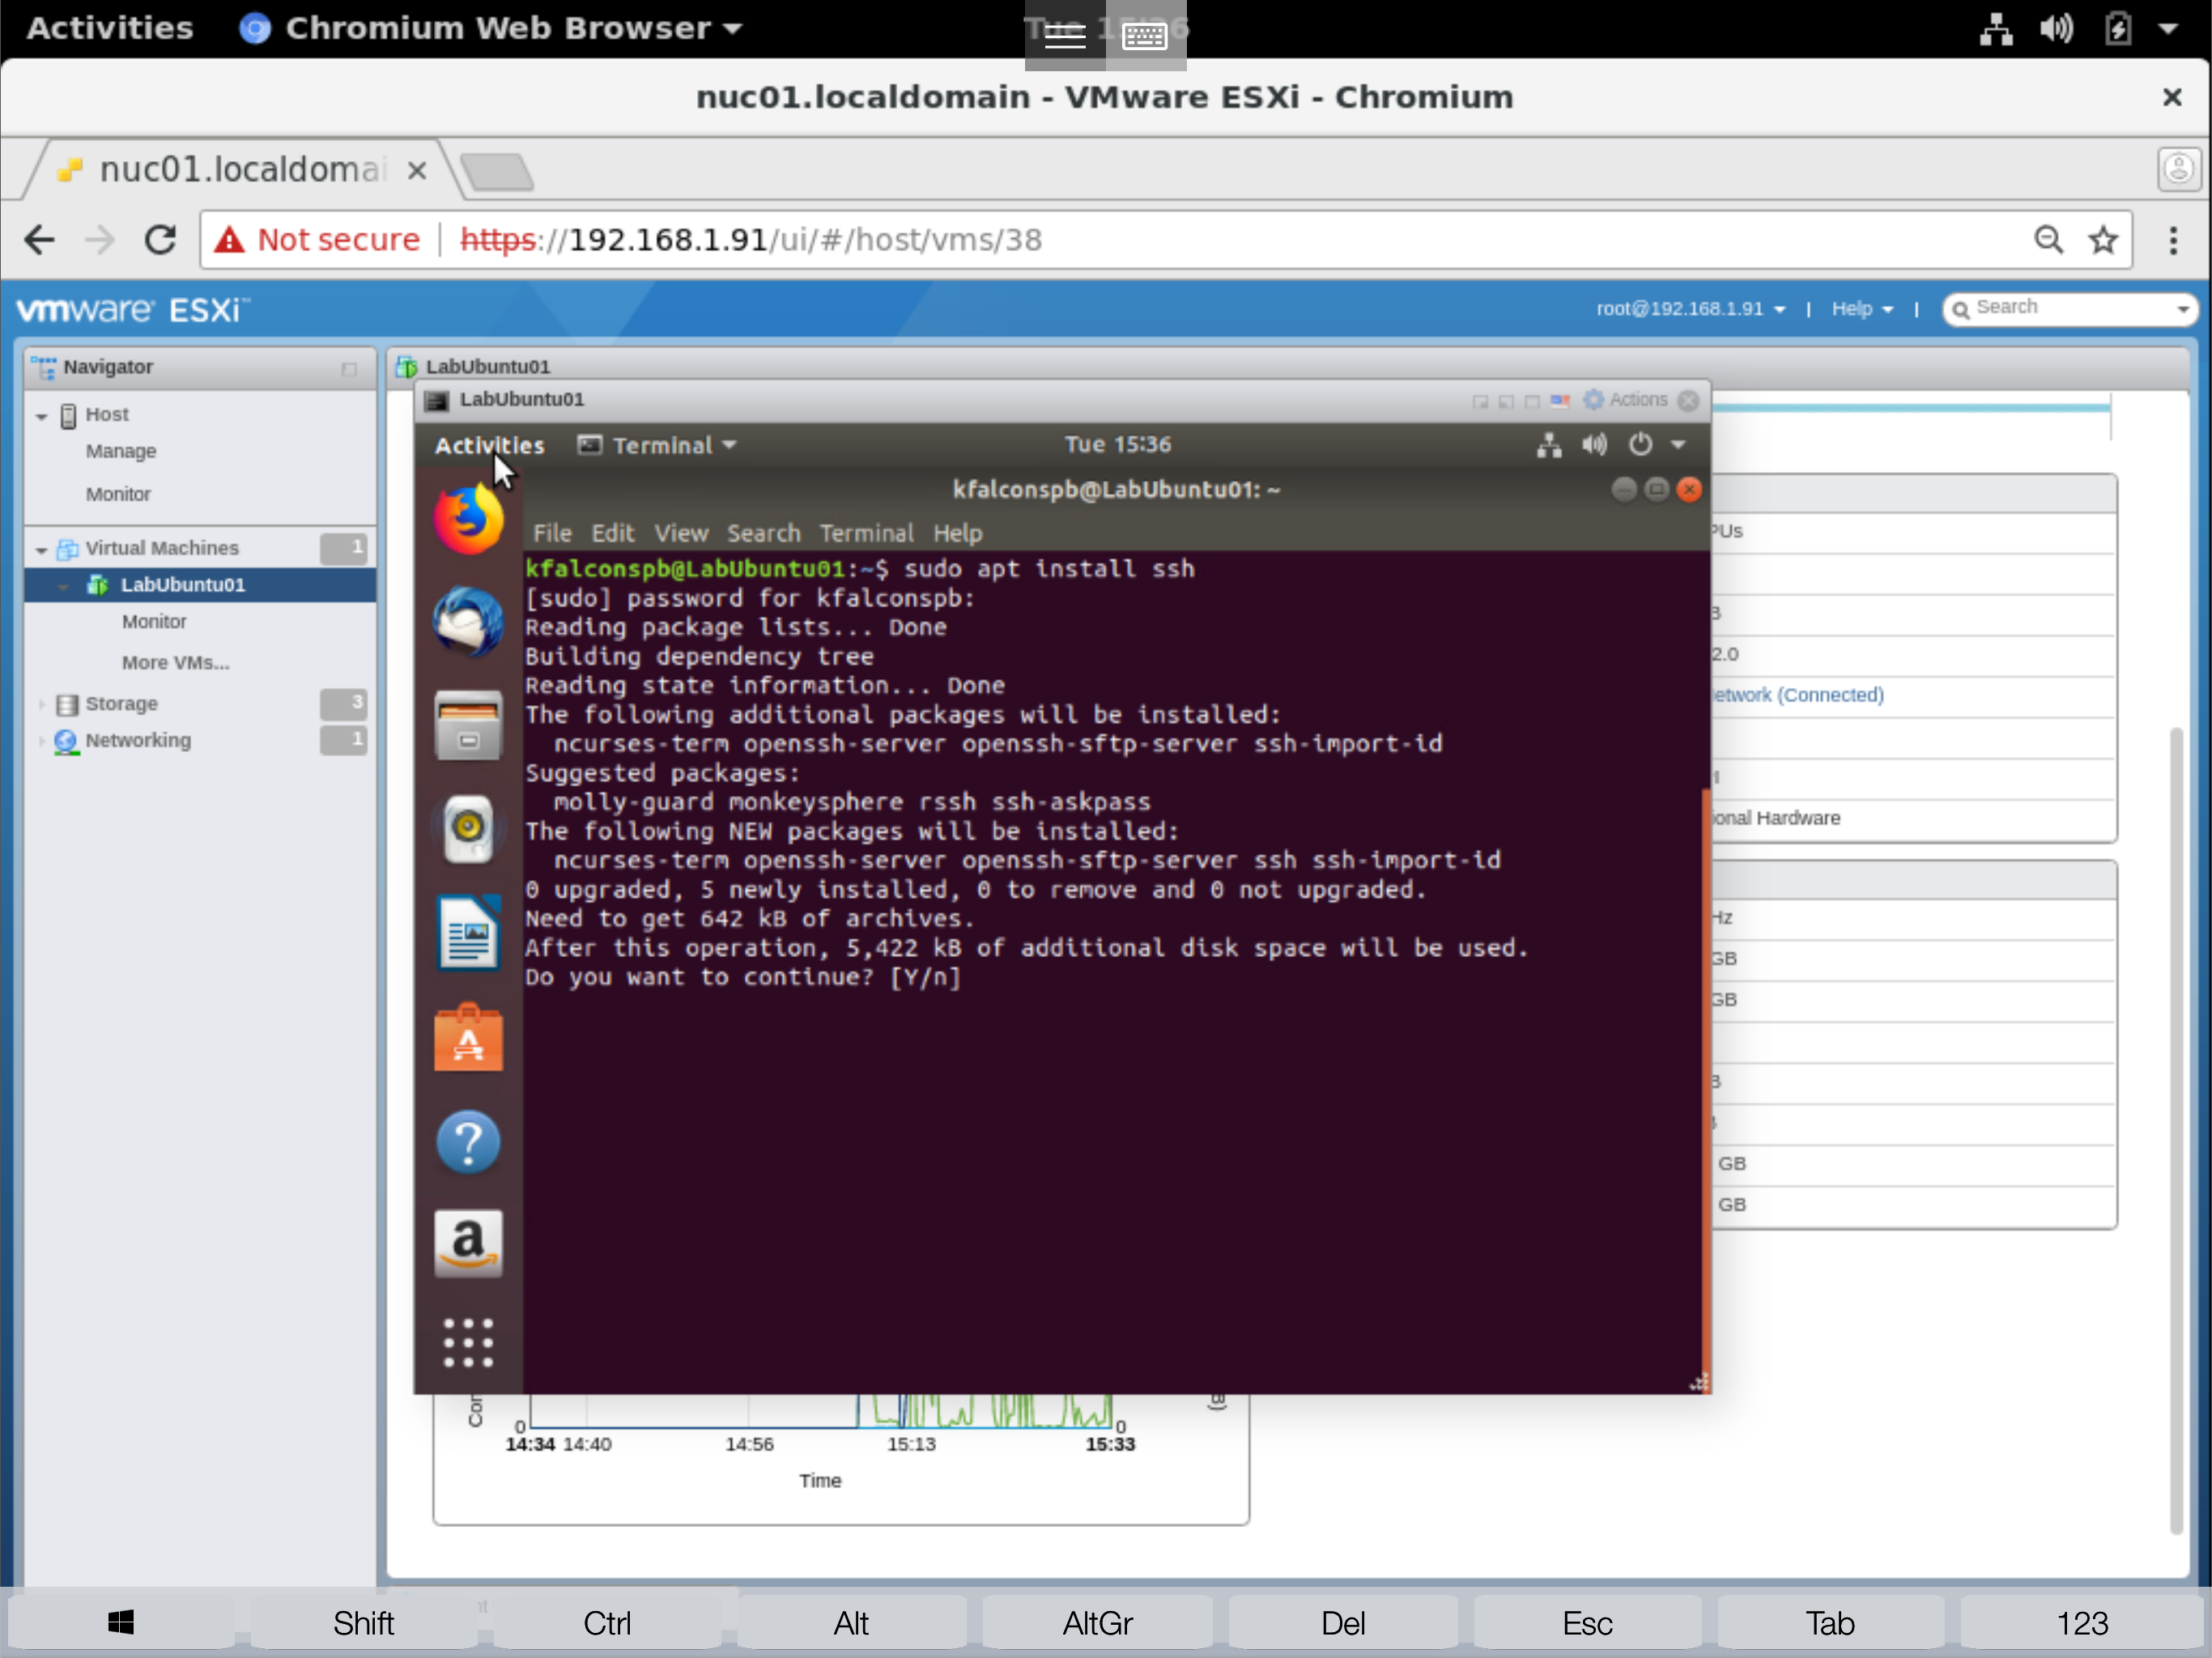 Activities Chromium Web Browser
nuc01.localdomain - VMware ESXi - Chromium
nuc01.localdomai
Not secure https://192.168.1.91/ui/#/host/vms/38
vmware ESXi root@192.168.1.91 | Help | Search
Navigator
Host
Manage
Monitor
Virtual Machines 1
LabUbuntu01
Monitor
More VMs...
Storage 3
Networking 1
LabUbuntu01
LabUbuntu01 Actions
Activities Terminal Tue 15:36
kfalconspb@LabUbuntu01: ~
File Edit View Search Terminal Help
kfalconspb@LabUbuntu01:~$ sudo apt install ssh
[sudo] password for kfalconspb:
Reading package lists... Done
Building dependency tree
Reading state information... Done
The following additional packages will be installed:
ncurses-term openssh-server openssh-sftp-server ssh-import-id
Suggested packages:
molly-guard monkeysphere rssh ssh-askpass
The following NEW packages will be installed:
ncurses-term openssh-server openssh-sftp-server ssh ssh-import-id
0 upgraded, 5 newly installed, 0 to remove and 0 not upgraded.
Need to get 642 kB of archives.
After this operation, 5,422 kB of additional disk space will be used.
Do you want to continue? [Y/n]
PUs
B
2.0
etwork (Connected)
ional Hardware
Hz
GB
GB
B
GB
GB
0 0
14:34 14:40 14:56 15:13 15:33
Time
Shift Ctrl Alt AltGr Del Esc Tab 123